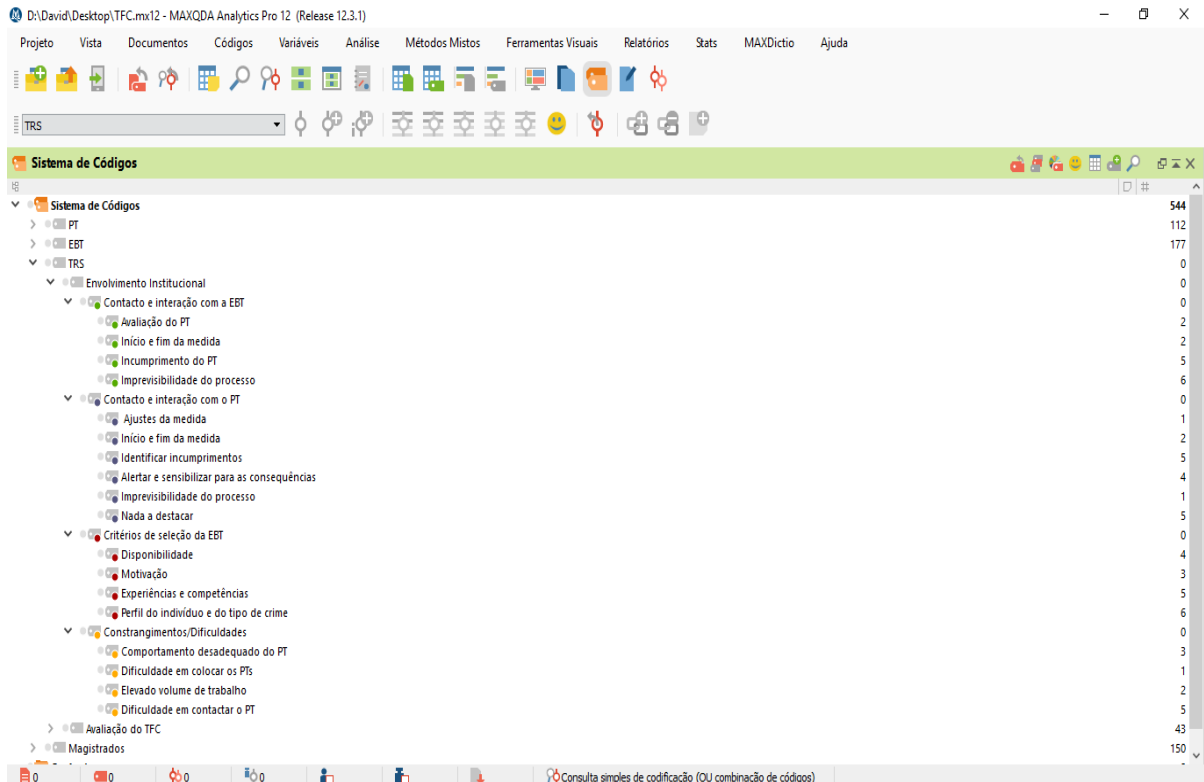 D:\David\Desktop\TFC.mx12 - MAXQDA Analytics Pro 12 (Release 12.3.1)
Projeto Vista Documentos Códigos Variáveis Análise Métodos Mistos Ferramentas Visuais Relatórios Stats MAXDictio Ajuda
TRS
Sistema de Códigos
#
Sistema de Códigos 544
PT 112
EBT 177
TRS 0
Envolvimento Institucional 0
Contacto e interação com a EBT 0
Avaliação do PT 2
Início e fim da medida 2
Incumprimento do PT 5
Imprevisibilidade do processo 6
Contacto e interação com o PT 0
Ajustes da medida 1
Início e fim da medida 2
Identificar incumprimentos 5
Alertar e sensibilizar para as consequências 4
Imprevisibilidade do processo 1
Nada a destacar 5
Critérios de seleção da EBT 0
Disponibilidade 4
Motivação 3
Experiências e competências 5
Perfil do indivíduo e do tipo de crime 6
Constrangimentos/Dificuldades 0
Comportamento desadequado do PT 3
Dificuldade em colocar os PTs 1
Elevado volume de trabalho 2
Dificuldade em contactar o PT 5
Avaliação do TFC 43
Magistrados 150
0 0 0 0 Consulta simples de codificação (OU combinação de códigos)